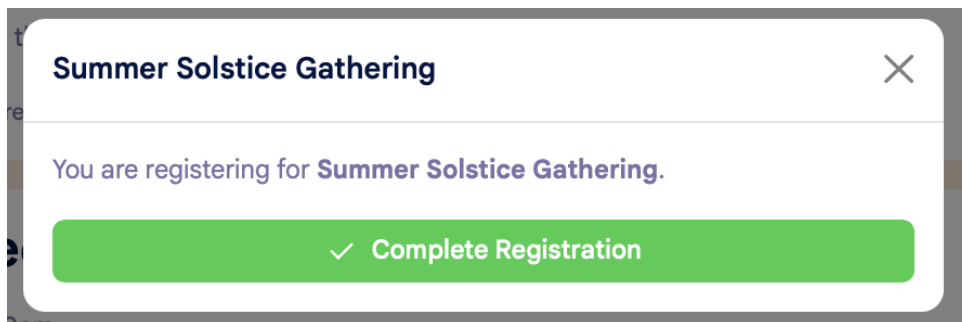 Summer Solstice Gathering
You are registering for Summer Solstice Gathering.
Complete Registration